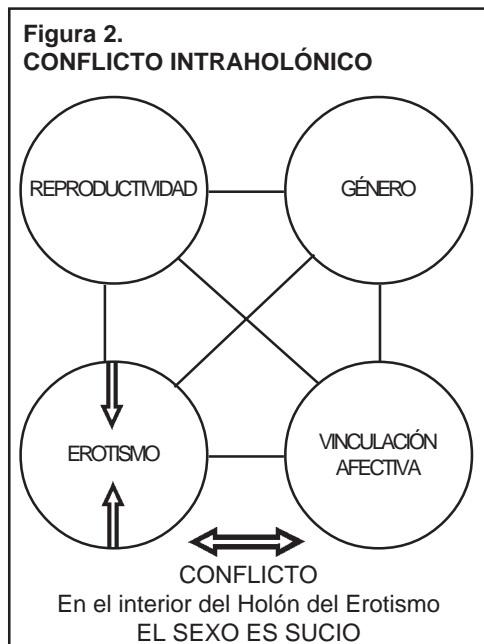 Figura 2.
CONFLICTO INTRAHOLÓNICO
REPRODUCTIVIDAD
GÉNERO
EROTISMO
VINCULACIÓN
AFECTIVA
CONFLICTO
En el interior del Holón del Erotismo
EL SEXO ES SUCIO